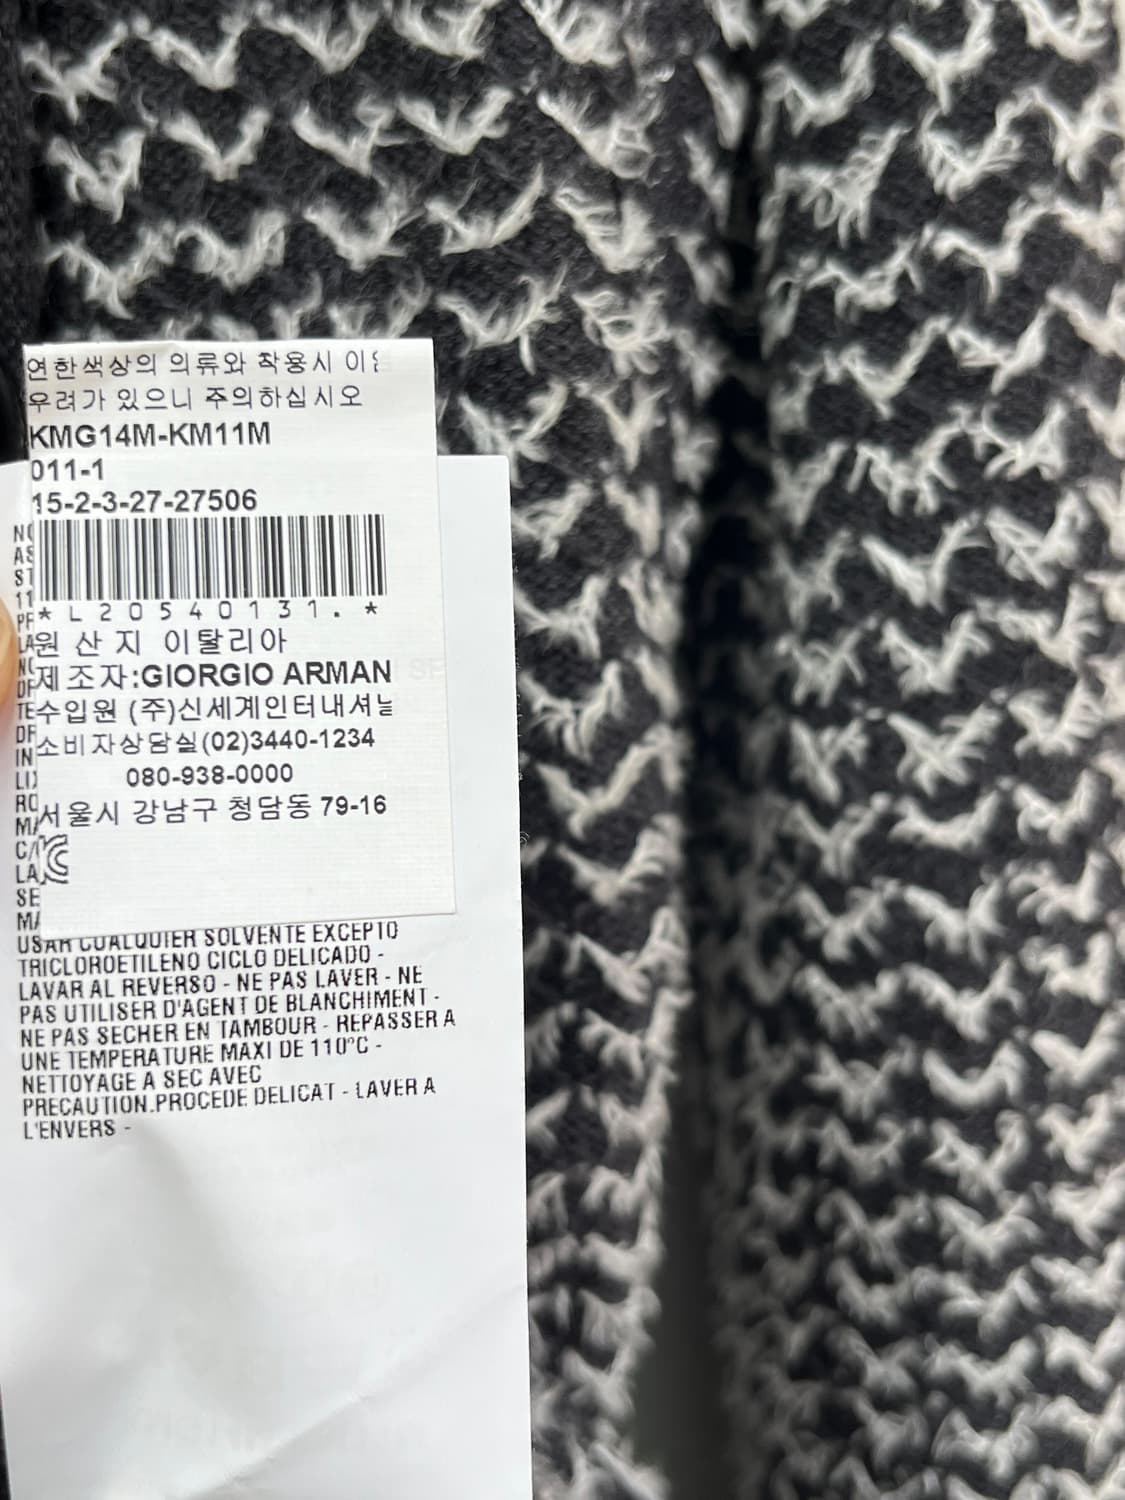 연한색상의 의류와 착용시 이
우려가 있으니 주의하십시오
KMG14M-KM11M
011-1
15-2-3-27-27506
*L20540131.*
원 산 지 이탈리아
제 조 자:GIORGIO ARMAN
수입원 (주)신세계인터내셔날
소비자상담실(02)3440-1234
080-938-0000
서울시 강남구 청담동 79-16
USAR CUALQUIER SOLVENTE EXCEPTO
TRICLOROETILENO CICLO DELICADO -
LAVAR AL REVERSO - NE PAS LAVER - NE
PAS UTILISER D'AGENT DE BLANCHIMENT -
NE PAS SECHER EN TAMBOUR - REPASSER A
UNE TEMPERATURE MAXI DE 110°C -
NETTOYAGE A SEC AVEC
PRECAUTION.PROCEDE DELICAT - LAVER A
L'ENVERS -